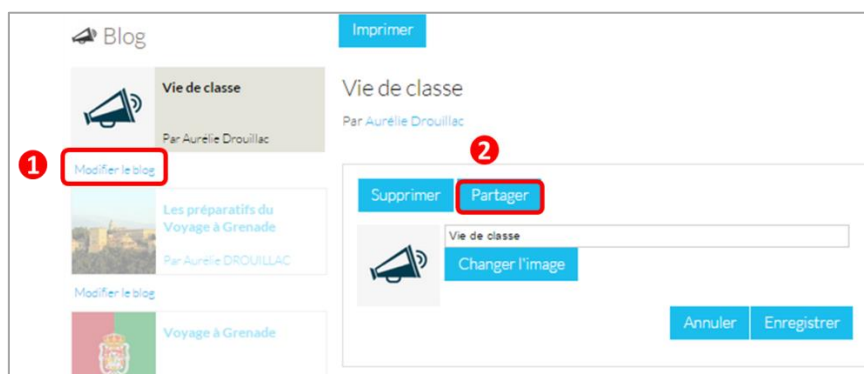 Blog
Imprimer
Vie de classe
Par Aurélie Drouillac
1
Modifier le blog
Les préparatifs du
Voyage à Grenade
Par Aurélie DROUILLAC
Modifier le blog
Voyage à Grenade
Vie de classe
Par Aurélie Drouillac
2
Supprimer
Partager
Vie de classe
Changer l'image
Annuler
Enregistrer